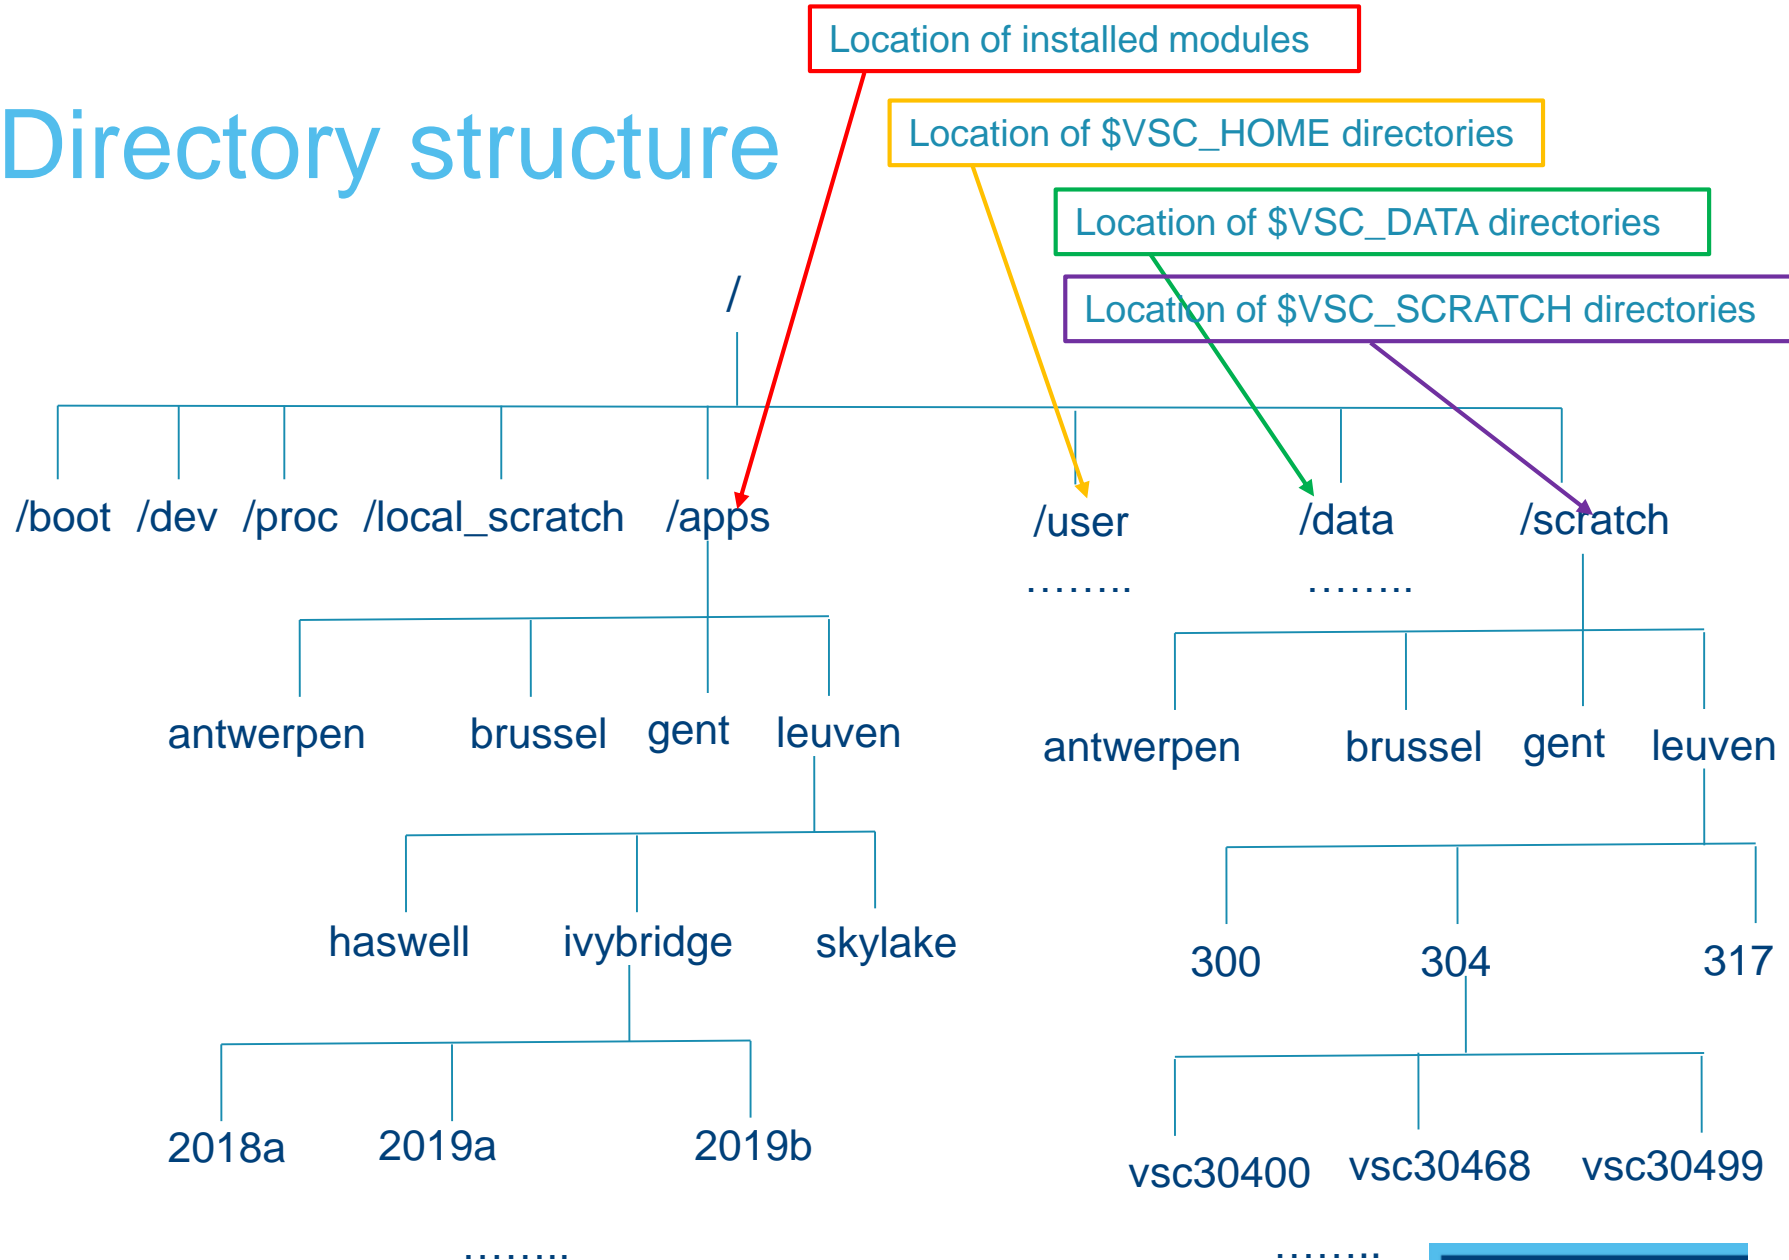 Location of installed modules
Directory structure
Location of $VSC_HOME directories
Location of $VSC_DATA directories
Location of $VSC_SCRATCH directories
/
/boot /dev /proc /local_scratch /apps /user /data /scratch
…….. ……..
antwerpen brussel gent leuven antwerpen brussel gent leuven
haswell ivybridge skylake 300 304 317
2018a 2019a 2019b vsc30400 vsc30468 vsc30499
…….. ……..